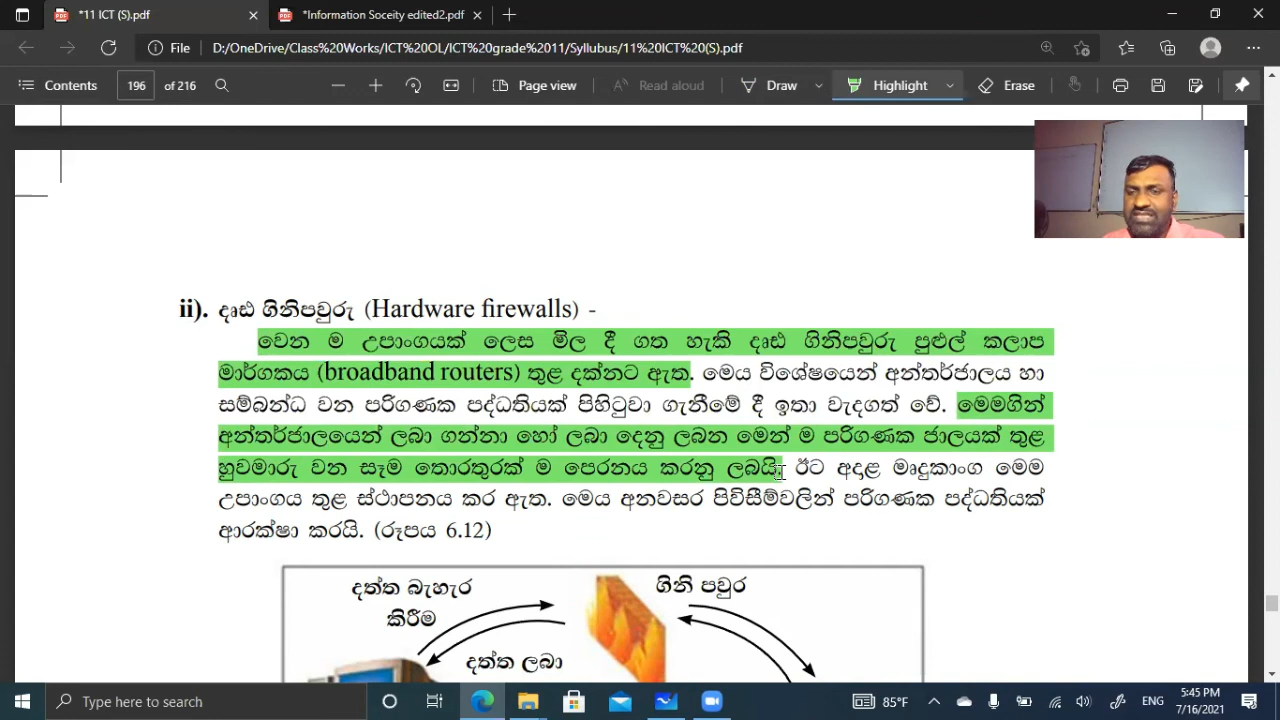 *11 ICT (S).pdf
*Information Soceity edited2.pdf
File
D:/OneDrive/Class%20Works/ICT%20OL/ICT%20grade%2011/Syllabus/11%20ICT%20(S).pdf
Contents
196 of 216
Page view
Read aloud
Draw
Highlight
Erase
ii). දෘඪ ගිනිපවුරු (Hardware firewalls) -
වෙන ම උපාංගයක් ලෙස මිල දී ගත හැකි දෘඪ ගිනිපවුරු පුළුල් කලාප
මාර්ගකය (broadband routers) තුළ දක්නට ඇත. මෙය විශේෂයෙන් අන්තර්ජාලය හා
සම්බන්ධ වන පරිගණක පද්ධතියක් පිහිටුවා ගැනීමේ දී ඉතා වැදගත් වේ. මෙමගින්
අන්තර්ජාලයෙන් ලබා ගන්නා හෝ ලබා දෙනු ලබන මෙන් ම පරිගණක ජාලයක් තුළ
හුවමාරු වන සෑම තොරතුරක් ම පෙරනය කරනු ලබයි. ඊට අදාළ මෘදුකාංග මෙම
උපාංගය තුළ ස්ථාපනය කර ඇත. මෙය අනවසර පිවිසීම්වලින් පරිගණක පද්ධතියක්
ආරක්ෂා කරයි. (රූපය 6.12)
දත්ත බැහැර
කිරීම
ගිනි පවුර
දත්ත ලබා
Type here to search
85°F
ENG
5:45 PM
7/16/2021